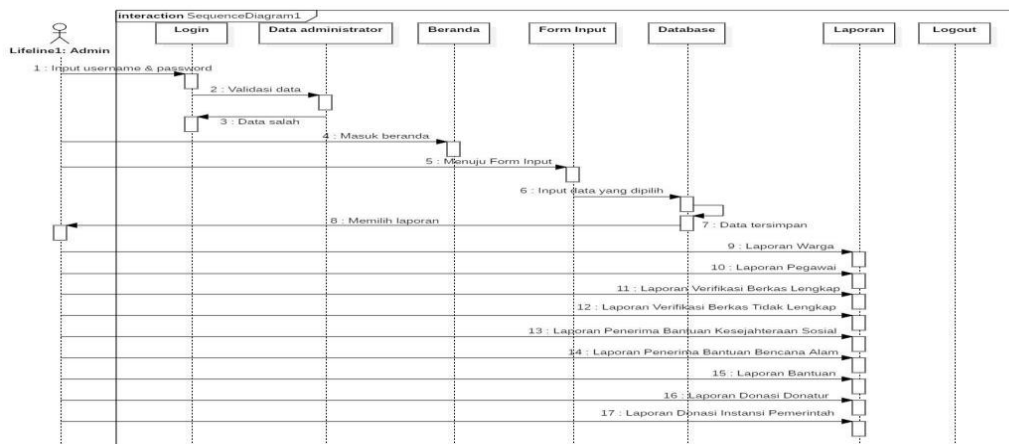 interaction SequenceDiagram1
Lifeline1: Admin
Login
Data administrator
Beranda
Form Input
Database
Laporan
Logout
1 : Input username & password
2 : Validasi data
3 : Data salah
4 : Masuk beranda
5 : Menuju Form Input
6 : Input data yang dipilih
7 : Data tersimpan
8 : Memilih laporan
9 : Laporan Warga
10 : Laporan Pegawai
11 : Laporan Verifikasi Berkas Lengkap
12 : Laporan Verifikasi Berkas Tidak Lengkap
13 : Laporan Penerima Bantuan Kesejahteraan Sosial
14 : Laporan Penerima Bantuan Bencana Alam
15 : Laporan Bantuan
16 : Laporan Donasi Donatur
17 : Laporan Donasi Instansi Pemerintah